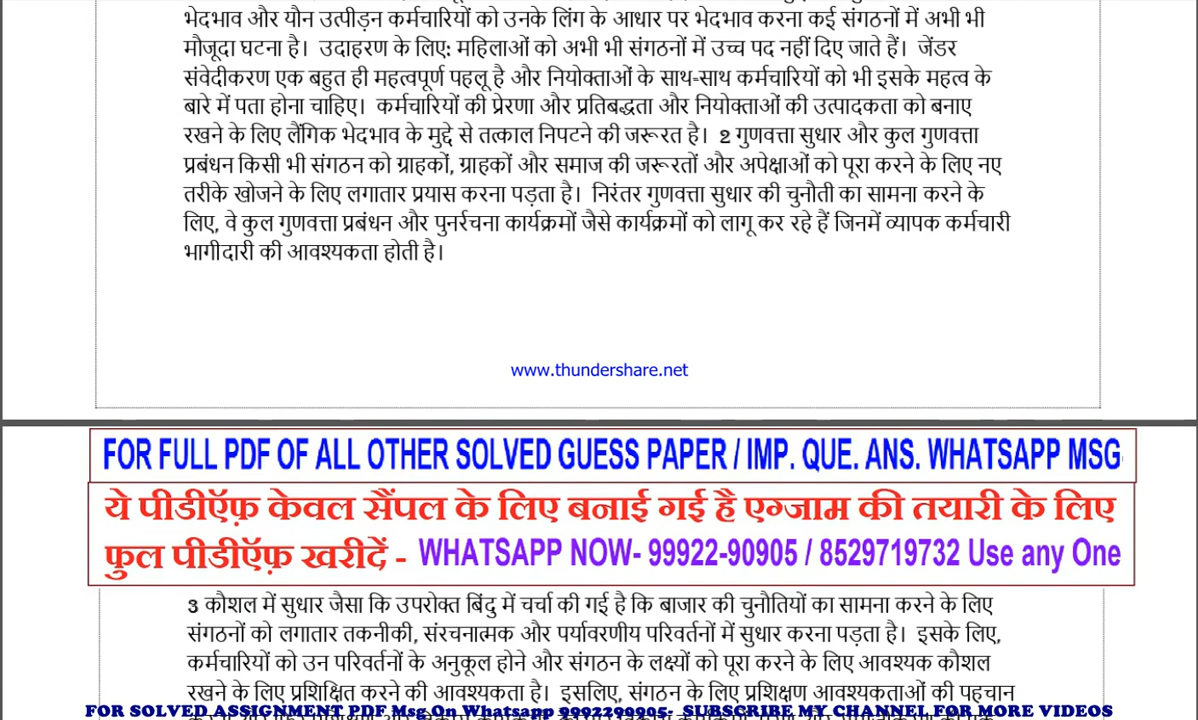 भेदभाव और यौन उत्पीड़न कर्मचारियों को उनके लिंग के आधार पर भेदभाव करना कई संगठनों में अभी भी
मौजूदा घटना है। उदाहरण के लिए: महिलाओं को अभी भी संगठनों में उच्च पद नहीं दिए जाते हैं। जेंडर
संवेदीकरण एक बहुत ही महत्वपूर्ण पहलू है और नियोक्ताओं के साथ-साथ कर्मचारियों को भी इसके महत्व के
बारे में पता होना चाहिए। कर्मचारियों की प्रेरणा और प्रतिबद्धता और नियोक्ताओं की उत्पादकता को बनाए
रखने के लिए लैंगिक भेदभाव के मुद्दे से तत्काल निपटने की जरूरत है। 2 गुणवत्ता सुधार और कुल गुणवत्ता
प्रबंधन किसी भी संगठन को ग्राहकों, ग्राहकों और समाज की जरूरतों और अपेक्षाओं को पूरा करने के लिए नए
तरीके खोजने के लिए लगातार प्रयास करना पड़ता है। निरंतर गुणवत्ता सुधार की चुनौती का सामना करने के
लिए, वे कुल गुणवत्ता प्रबंधन और पुनर्रचना कार्यक्रमों जैसे कार्यक्रमों को लागू कर रहे हैं जिनमें व्यापक कर्मचारी
भागीदारी की आवश्यकता होती है।
www.thundershare.net
FOR FULL PDF OF ALL OTHER SOLVED GUESS PAPER / IMP. QUE. ANS. WHATSAPP MSG
ये पीडीऍफ़ केवल सैंपल के लिए बनाई गई है एग्जाम की तयारी के लिए
फुल पीडीऍफ़ खरीदें - WHATSAPP NOW- 99922-90905 / 8529719732 Use any One
3 कौशल में सुधार जैसा कि उपरोक्त बिंदु में चर्चा की गई है कि बाजार की चुनौतियों का सामना करने के लिए
संगठनों को लगातार तकनीकी, संरचनात्मक और पर्यावरणीय परिवर्तनों में सुधार करना पड़ता है। इसके लिए,
कर्मचारियों को उन परिवर्तनों के अनुकूल होने और संगठन के लक्ष्यों को पूरा करने के लिए आवश्यक कौशल
रखने के लिए प्रशिक्षित करने की आवश्यकता है। इसलिए, संगठन के लिए प्रशिक्षण आवश्यकताओं की पहचान
FOR SOLVED ASSIGNMENT PDF Msg On Whatsapp 9992299905- SUBSCRIBE MY CHANNEL FOR MORE VIDEOS